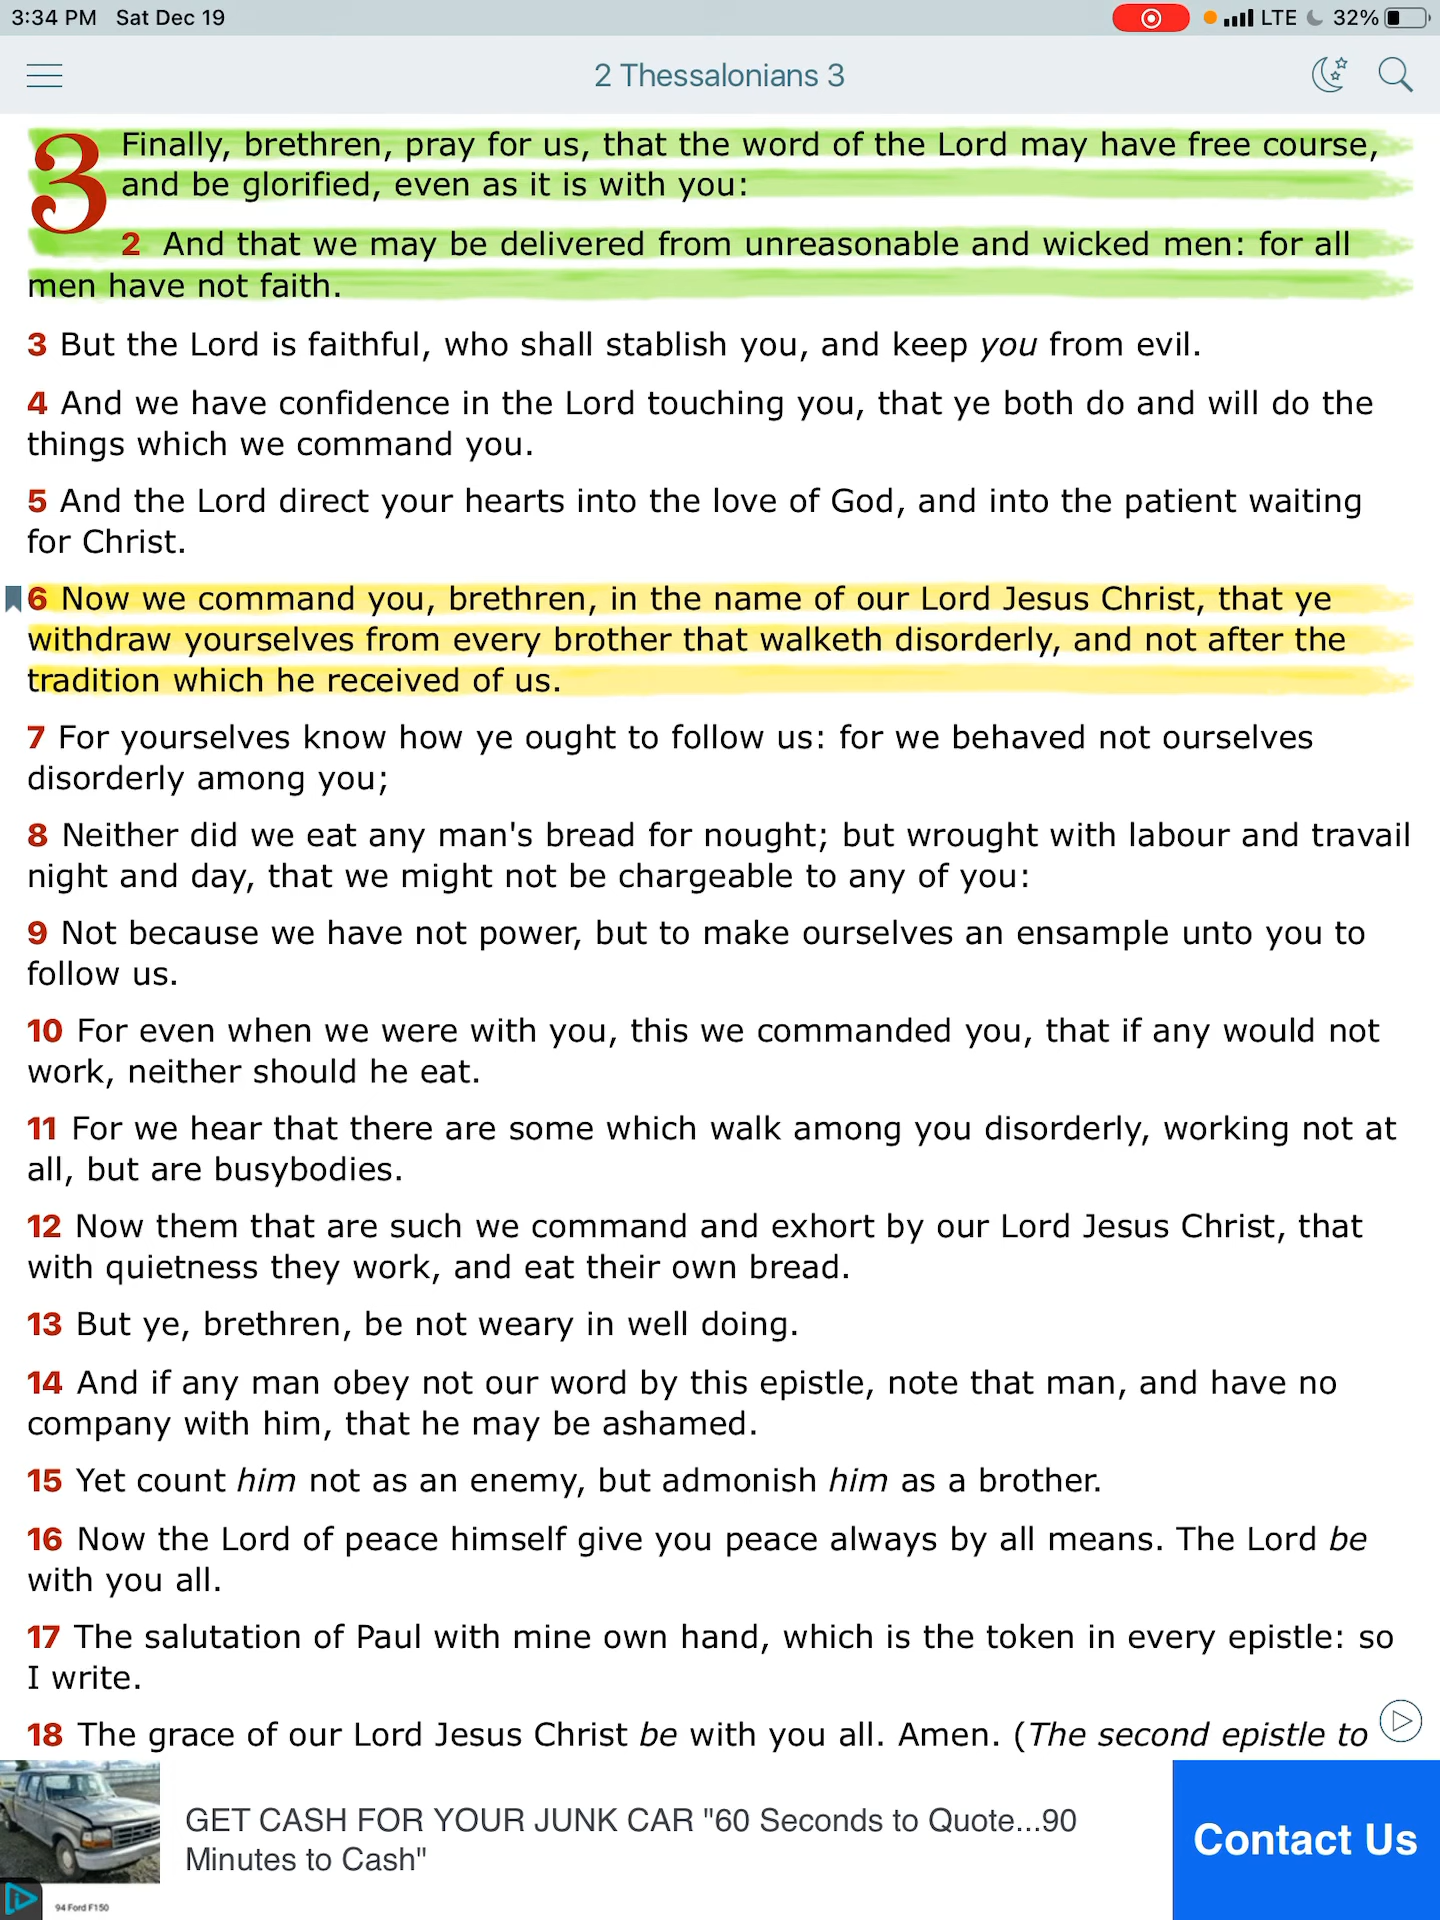 3:34 PM Sat Dec 19 LTE 32%
2 Thessalonians 3
3 Finally, brethren, pray for us, that the word of the Lord may have free course,
and be glorified, even as it is with you:
2 And that we may be delivered from unreasonable and wicked men: for all
men have not faith.
3 But the Lord is faithful, who shall stablish you, and keep you from evil.
4 And we have confidence in the Lord touching you, that ye both do and will do the
things which we command you.
5 And the Lord direct your hearts into the love of God, and into the patient waiting
for Christ.
6 Now we command you, brethren, in the name of our Lord Jesus Christ, that ye
withdraw yourselves from every brother that walketh disorderly, and not after the
tradition which he received of us.
7 For yourselves know how ye ought to follow us: for we behaved not ourselves
disorderly among you;
8 Neither did we eat any man's bread for nought; but wrought with labour and travail
night and day, that we might not be chargeable to any of you:
9 Not because we have not power, but to make ourselves an ensample unto you to
follow us.
10 For even when we were with you, this we commanded you, that if any would not
work, neither should he eat.
11 For we hear that there are some which walk among you disorderly, working not at
all, but are busybodies.
12 Now them that are such we command and exhort by our Lord Jesus Christ, that
with quietness they work, and eat their own bread.
13 But ye, brethren, be not weary in well doing.
14 And if any man obey not our word by this epistle, note that man, and have no
company with him, that he may be ashamed.
15 Yet count him not as an enemy, but admonish him as a brother.
16 Now the Lord of peace himself give you peace always by all means. The Lord be
with you all.
17 The salutation of Paul with mine own hand, which is the token in every epistle: so
I write.
18 The grace of our Lord Jesus Christ be with you all. Amen. (The second epistle to
GET CASH FOR YOUR JUNK CAR "60 Seconds to Quote...90
Minutes to Cash"
Contact Us
94 Ford F150